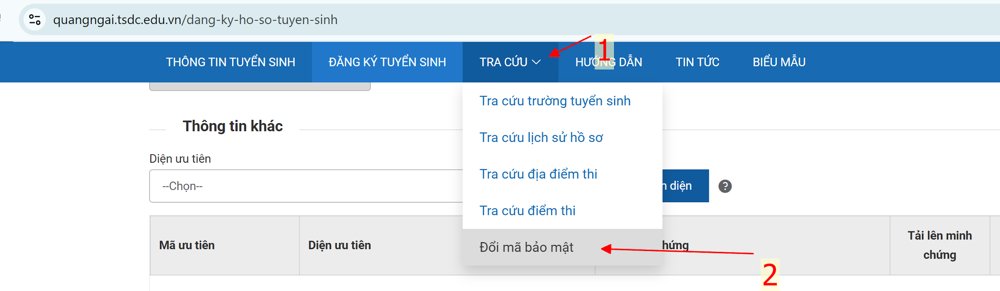 quangngai.tsdc.edu.vn/dang-ky-ho-so-tuyen-sinh
1
THÔNG TIN TUYỂN SINH ĐĂNG KÝ TUYỂN SINH TRA CỨU HƯỚNG DẪN TIN TỨC BIỂU MẪU
Tra cứu trường tuyển sinh
Thông tin khác
Tra cứu lịch sử hồ sơ
Diện ưu tiên
Tra cứu địa điểm thi
--Chọn--
diện
?
Tra cứu điểm thi
Mã ưu tiên
Diện ưu tiên
Đổi mã bảo mật
hứng
Tải lên minh
chứng
2